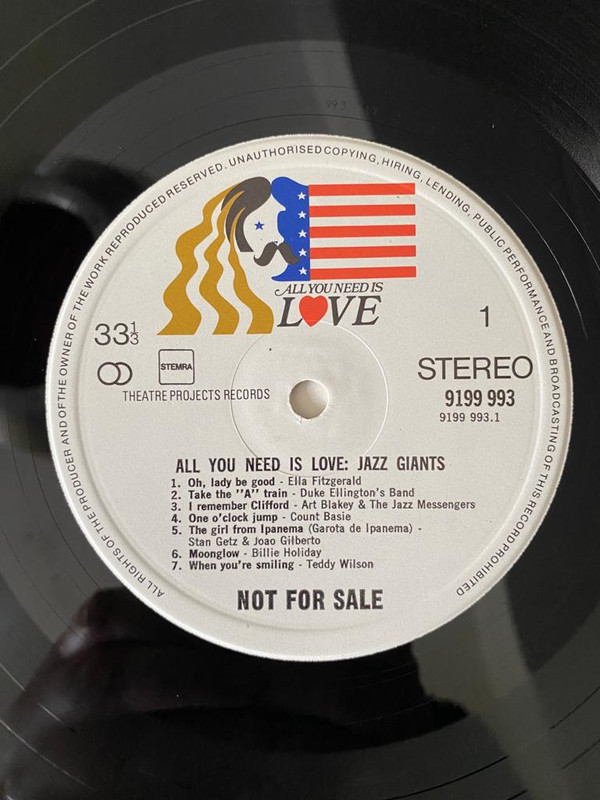 ALL RIGHTS OF THE PRODUCER AND OF THE OWNER OF THE WORK REPRODUCED RESERVED. UNAUTHORISED COPYING, HIRING, LENDING, PUBLIC PERFORMANCE AND BROADCASTING OF THIS RECORD PROHIBITED
993
ALL YOU NEED IS
LOVE
33⅓
1
STEMRA
STEREO
THEATRE PROJECTS RECORDS
9199 993
9199 993.1
ALL YOU NEED IS LOVE: JAZZ GIANTS
1. Oh, lady be good - Ella Fitzgerald
2. Take the "A" train - Duke Ellington's Band
3. I remember Clifford - Art Blakey & The Jazz Messengers
4. One o'clock jump - Count Basie
5. The girl from Ipanema (Garota de Ipanema) -
Stan Getz & Joao Gilberto
6. Moonglow - Billie Holiday
7. When you're smiling - Teddy Wilson
NOT FOR SALE